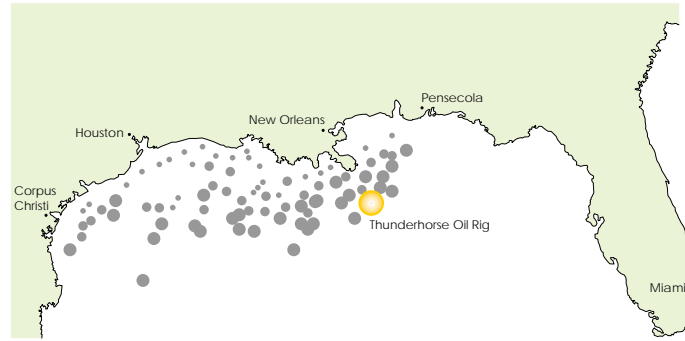 Pensecola
New Orleans
Houston
Corpus
Christi
Thunderhorse Oil Rig
Miami